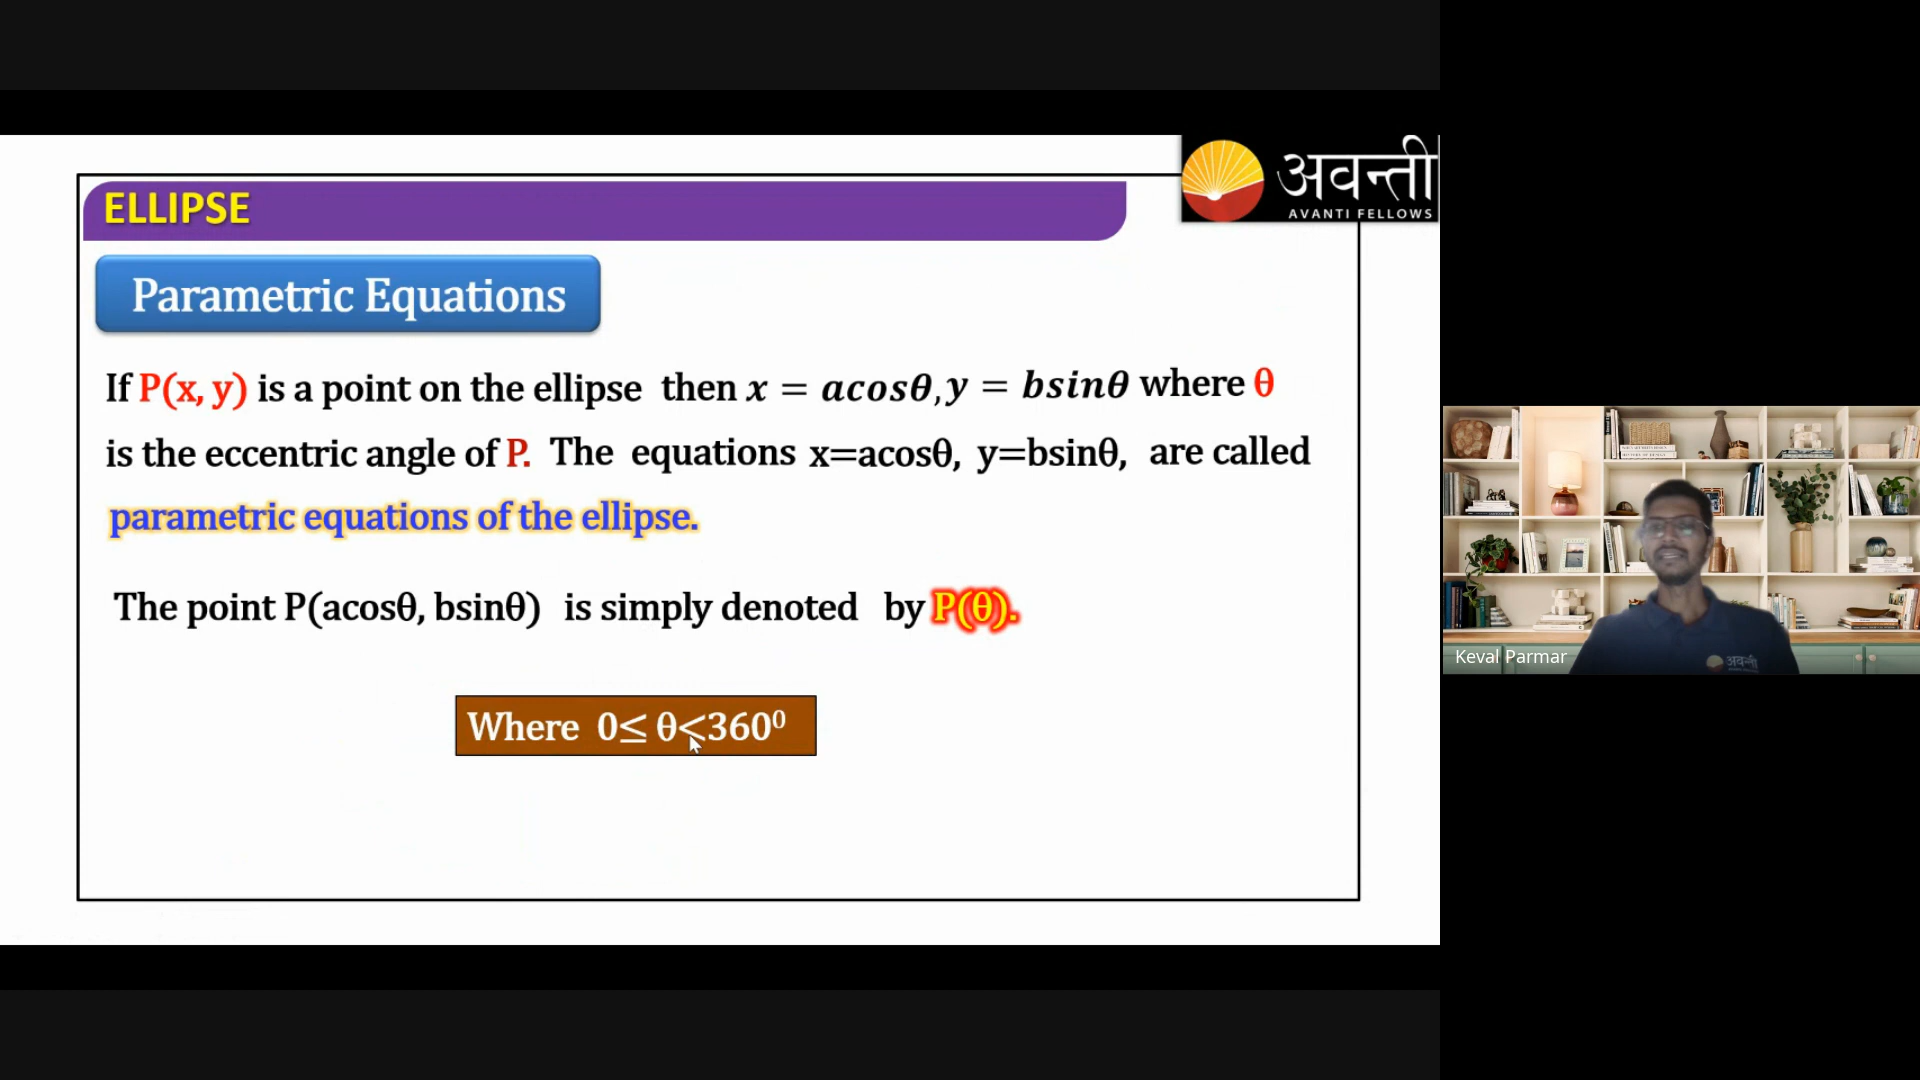 अवन्ती
AVANTI FELLOWS
ELLIPSE
Parametric Equations
If P(x, y) is a point on the ellipse then x = acosθ, y = bsinθ where θ
is the eccentric angle of P. The equations x=acosθ, y=bsinθ, are called
parametric equations of the ellipse.
The point P(acosθ, bsinθ) is simply denoted by P(θ).
Where 0≤ θ<360⁰
Keval Parmar
अवन्ती